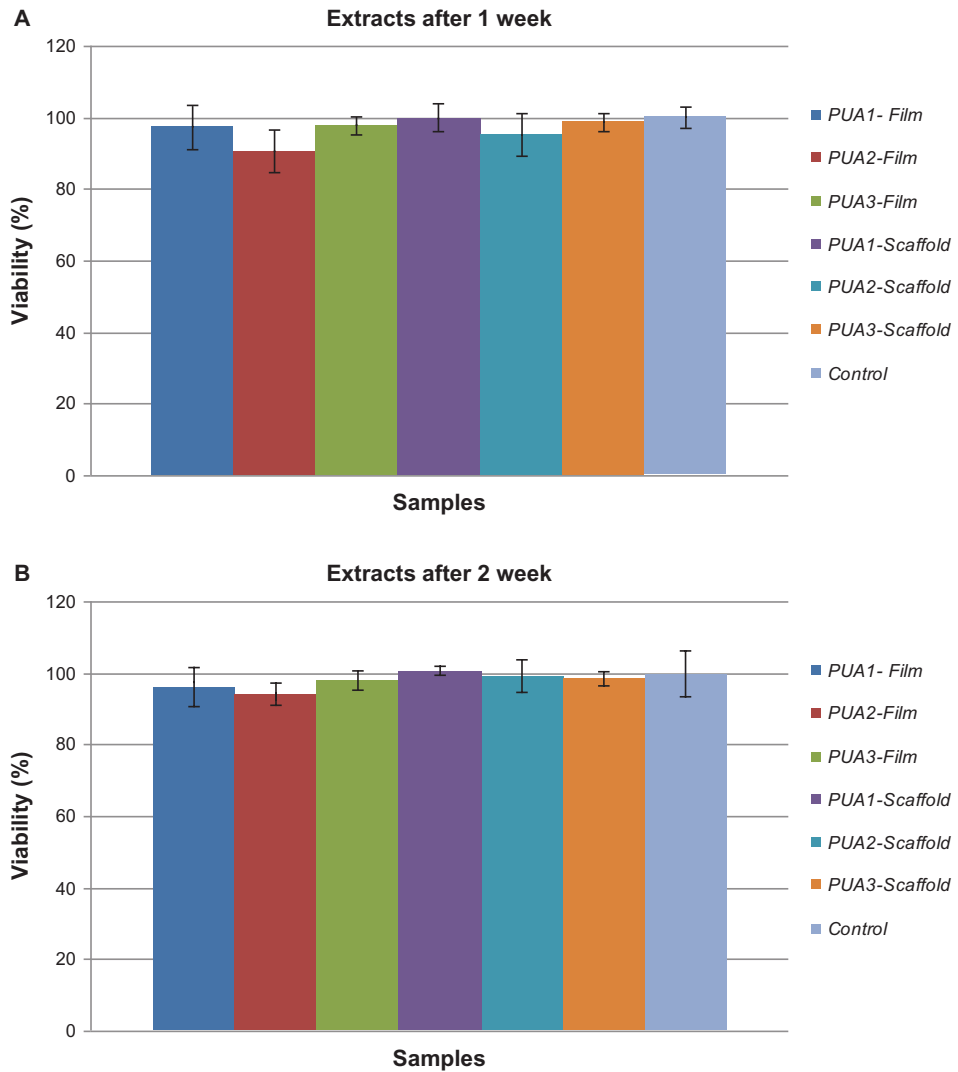 A
Extracts after 1 week
120
100
80
60
40
20
0
Viability (%)
Samples
PUA1- Film
PUA2-Film
PUA3-Film
PUA1-Scaffold
PUA2-Scaffold
PUA3-Scaffold
Control
B
Extracts after 2 week
120
100
80
60
40
20
0
Viability (%)
Samples
PUA1- Film
PUA2-Film
PUA3-Film
PUA1-Scaffold
PUA2-Scaffold
PUA3-Scaffold
Control